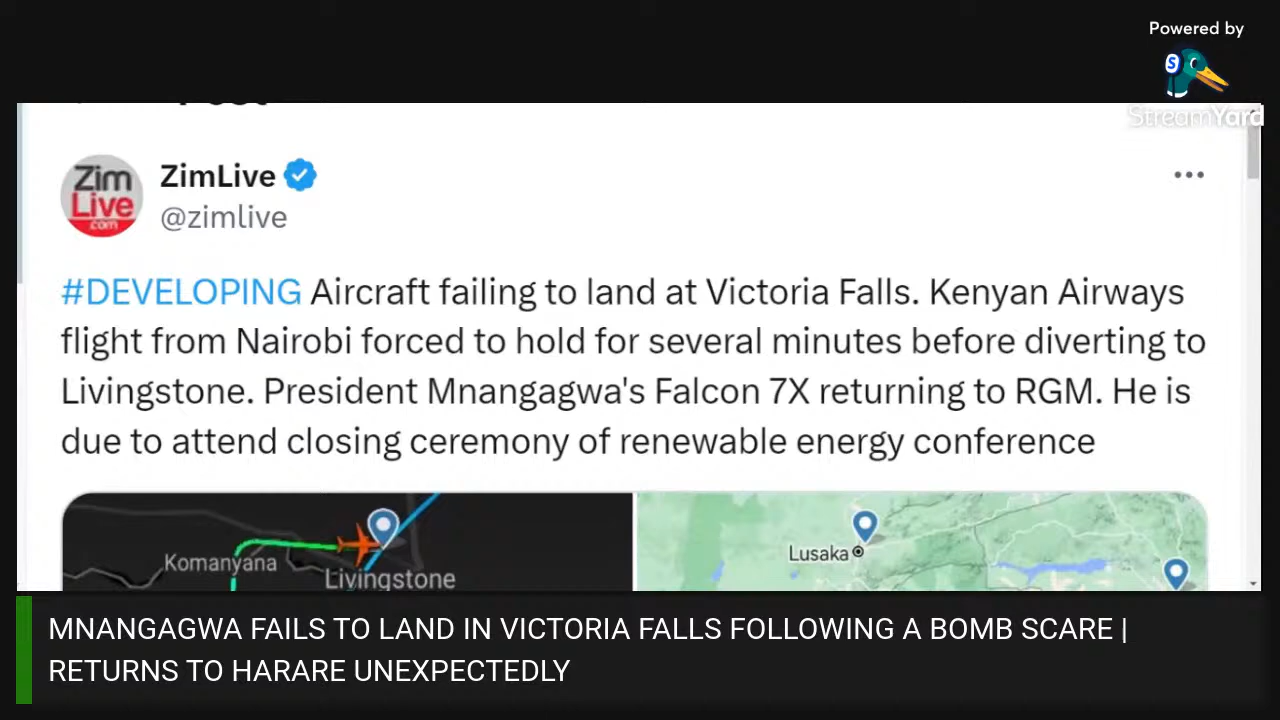 Powered by
StreamYard
Zim
Live
.com
ZimLive
@zimlive
#DEVELOPING Aircraft failing to land at Victoria Falls. Kenyan Airways
flight from Nairobi forced to hold for several minutes before diverting to
Livingstone. President Mnangagwa's Falcon 7X returning to RGM. He is
due to attend closing ceremony of renewable energy conference
Komanyana
Livingstone
Lusaka
MNANGAGWA FAILS TO LAND IN VICTORIA FALLS FOLLOWING A BOMB SCARE |
RETURNS TO HARARE UNEXPECTEDLY